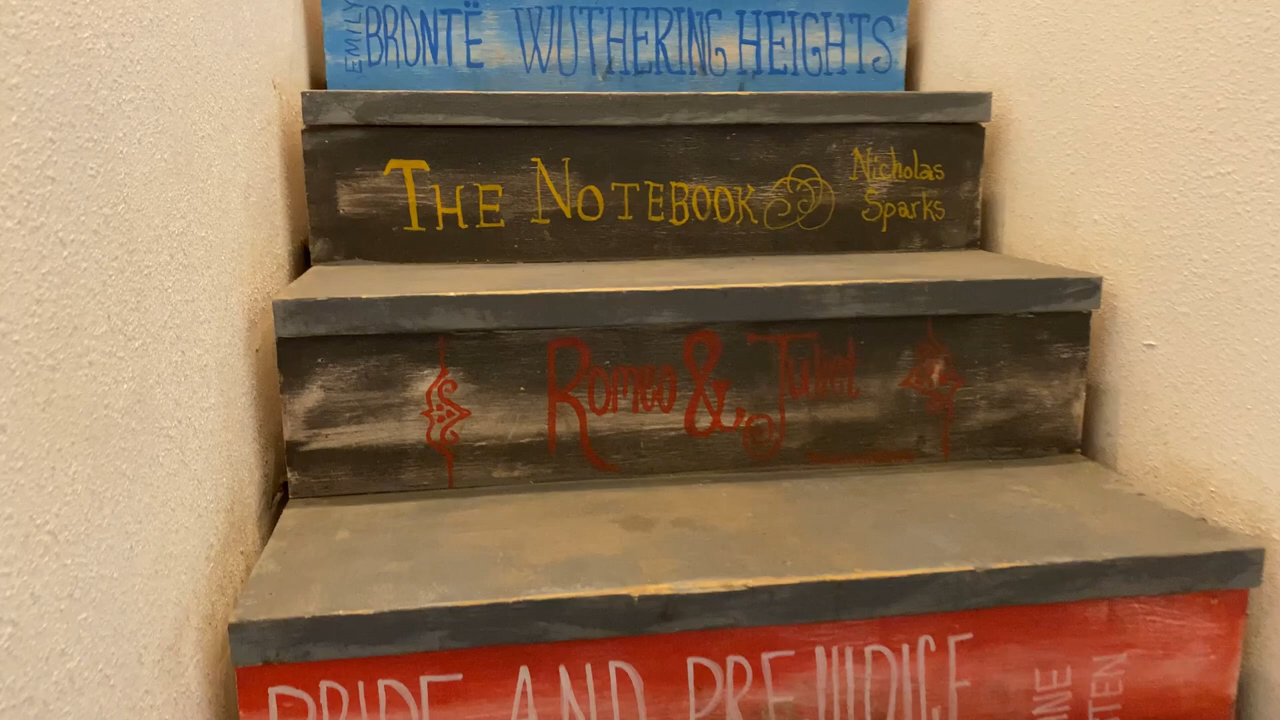 EMILY BRONTË WUTHERING HEIGHTS
THE NOTEBOOK Nicholas
Sparks
Romeo & Juliet
PRIDE AND PREJUDICE